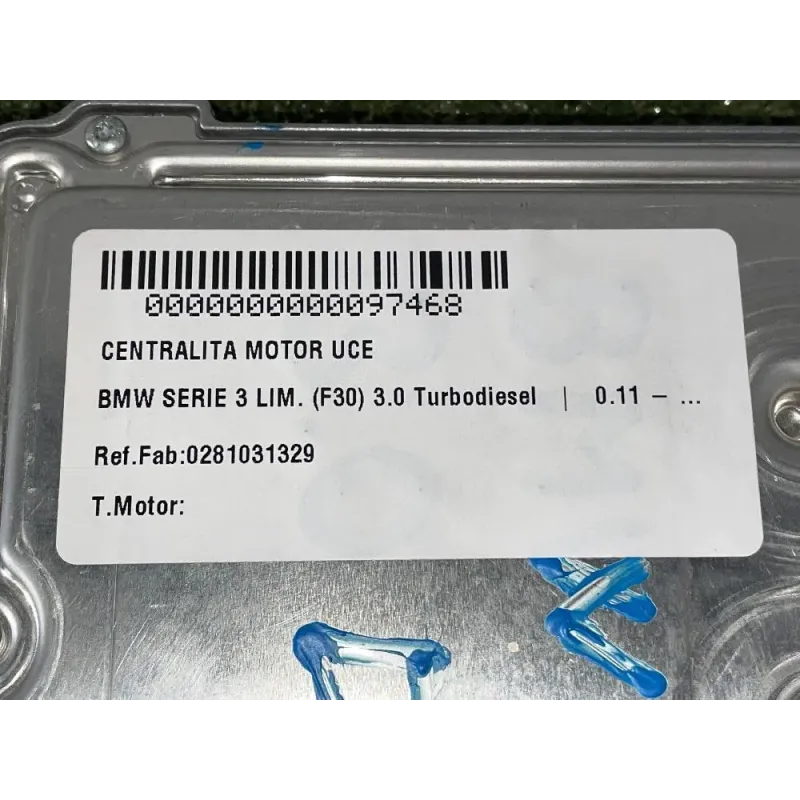 0000000000097468
CENTRALITA MOTOR UCE
BMW SERIE 3 LIM. (F30) 3.0 Turbodiesel | 0.11 – ...
Ref.Fab:0281031329
T.Motor: